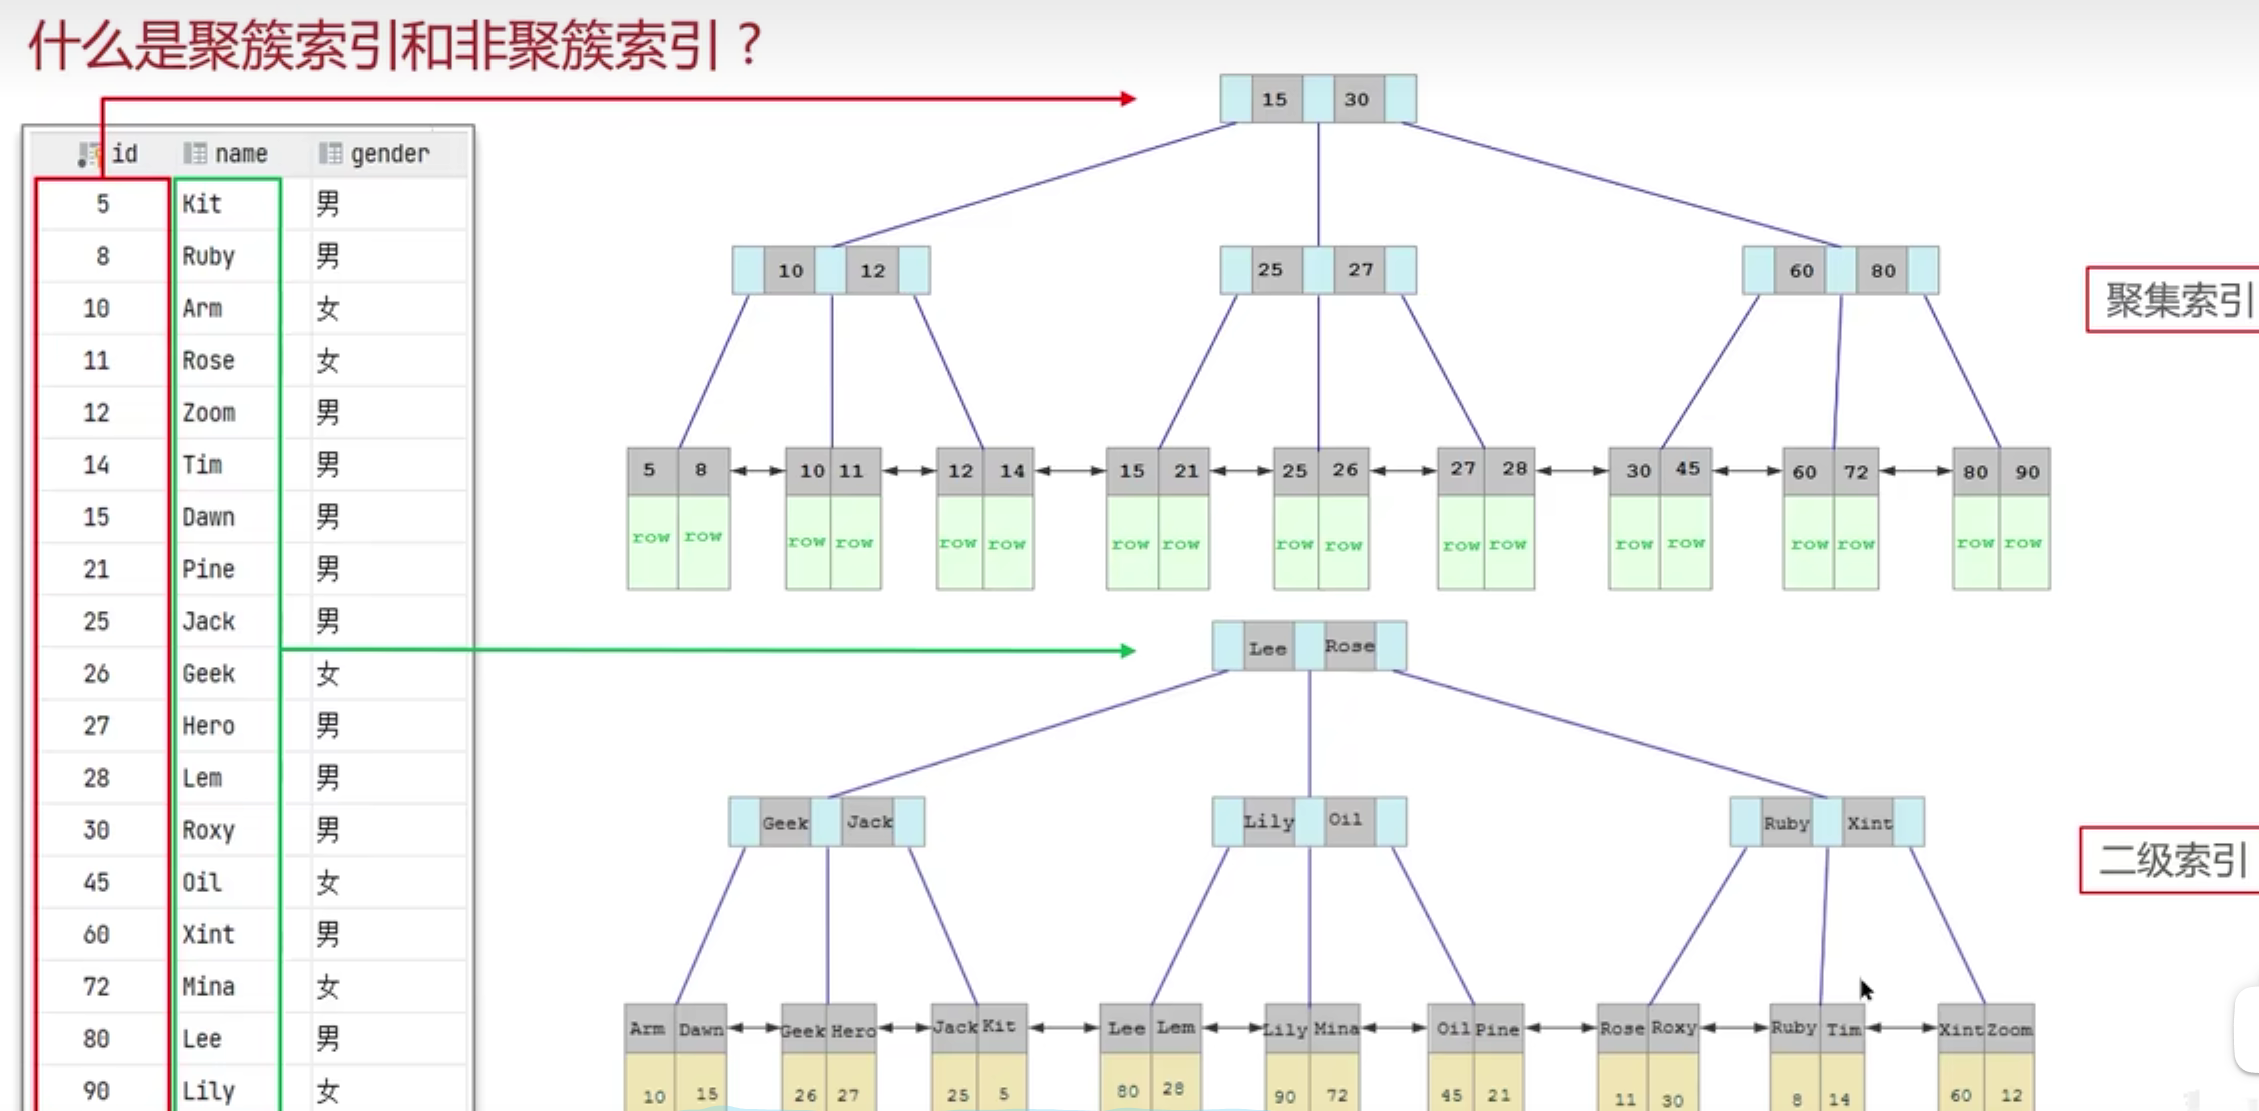 什么是聚簇索引和非聚簇索引？
id name gender
5 Kit 男
8 Ruby 男
10 Arm 女
11 Rose 女
12 Zoom 男
14 Tim 男
15 Dawn 男
21 Pine 男
25 Jack 男
26 Geek 女
27 Hero 男
28 Lem 男
30 Roxy 男
45 Oil 女
60 Xint 男
72 Mina 女
80 Lee 男
90 Lily 女
15 30
10 12 25 27 60 80
聚集索引
5 8 10 11 12 14 15 21 25 26 27 28 30 45 60 72 80 90
row row row row row row row row row row row row row row row row row row
Lee Rose
Geek Jack Lily Oil Ruby Xint
二级索引
Arm Dawn Geek Hero Jack Kit Lee Lem Lily Mina Oil Pine Rose Roxy Ruby Tim Xint Zoom
10 15 26 27 25 5 80 28 90 72 45 21 11 30 8 14 60 12